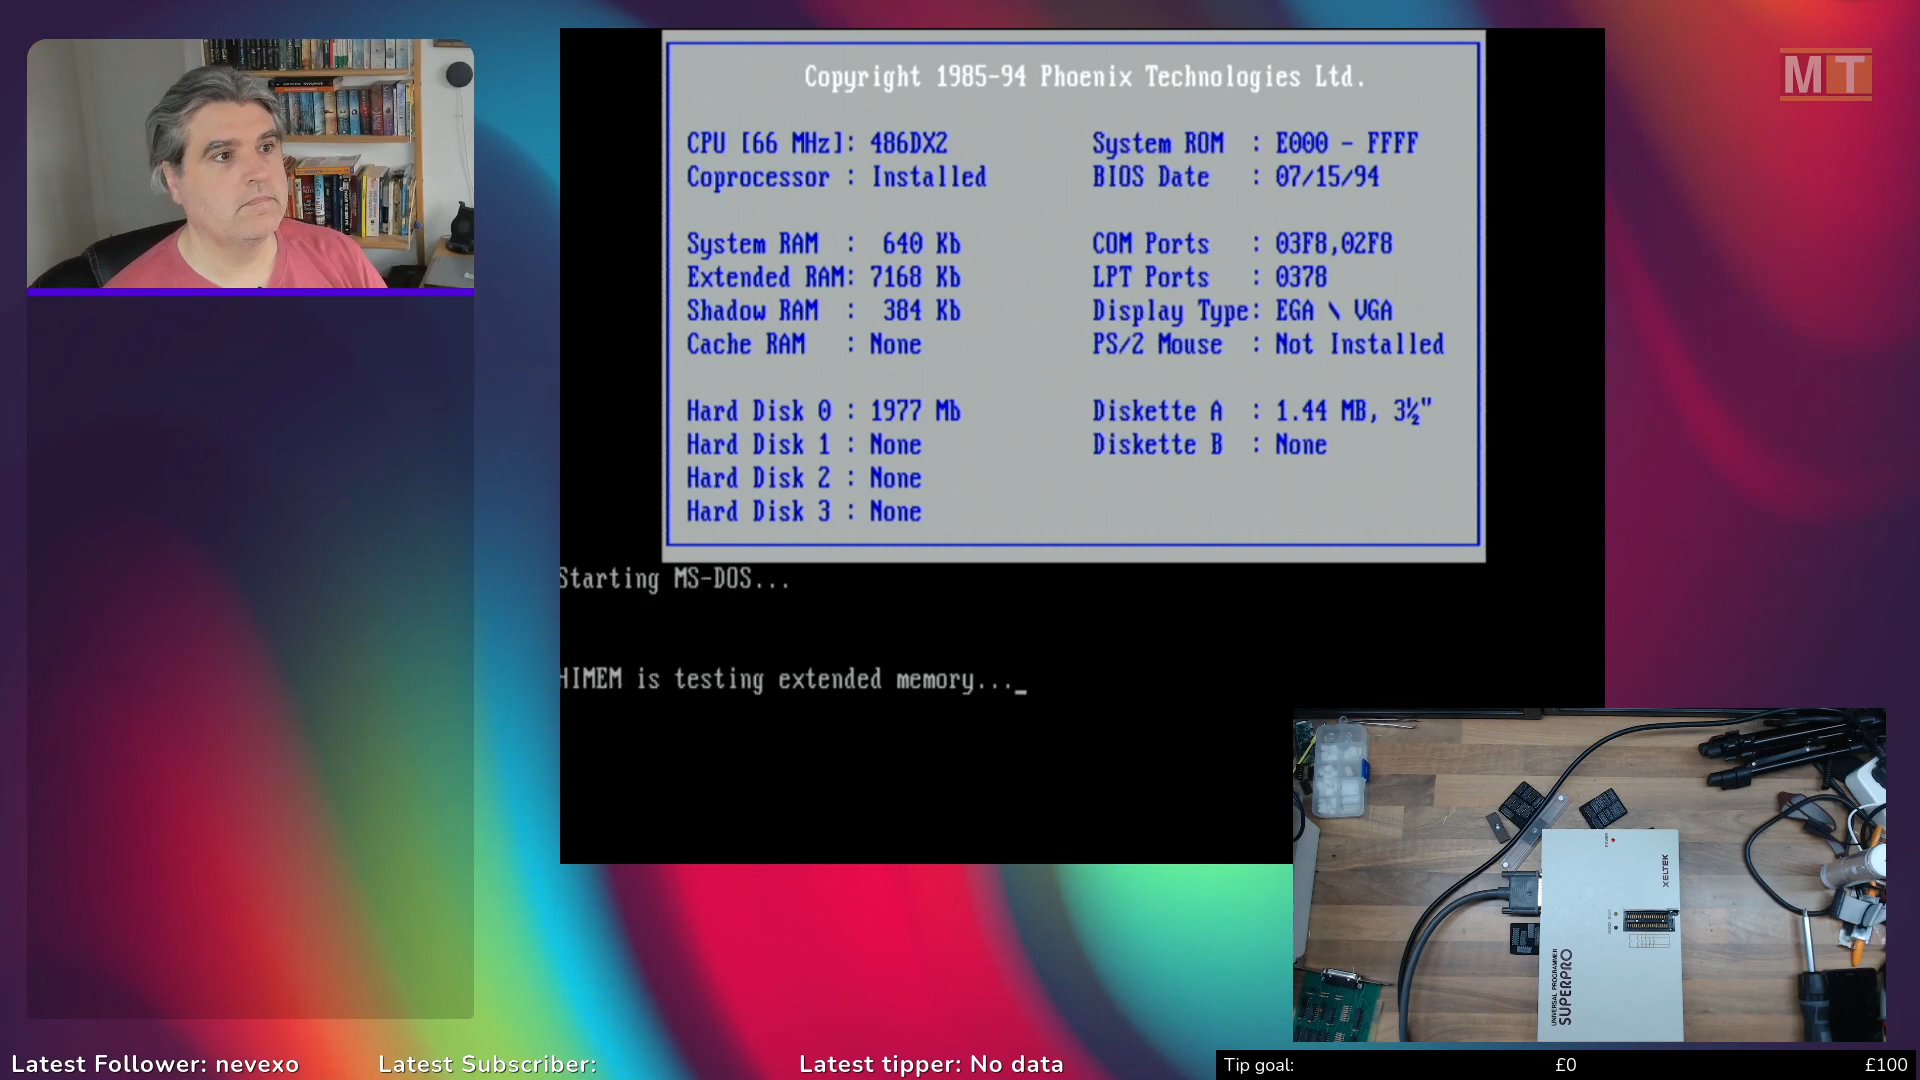 MT
Copyright 1985-94 Phoenix Technologies Ltd.
CPU [66 MHz]: 486DX2
System ROM : E000 - FFFF
Coprocessor : Installed
BIOS Date : 07/15/94
System RAM : 640 Kb
COM Ports : 03F8,02F8
Extended RAM: 7168 Kb
LPT Ports : 0378
Shadow RAM : 384 Kb
Display Type: EGA \ VGA
Cache RAM : None
PS/2 Mouse : Not Installed
Hard Disk 0 : 1977 Mb
Diskette A : 1.44 MB, 3½"
Hard Disk 1 : None
Diskette B : None
Hard Disk 2 : None
Hard Disk 3 : None
Starting MS-DOS...
HIMEM is testing extended memory..._
XELTEK
UNIVERSAL PROGRAMMER
SUPERPRO
Latest Follower: nevexo
Latest Subscriber:
Latest tipper: No data
Tip goal:
£0
£100